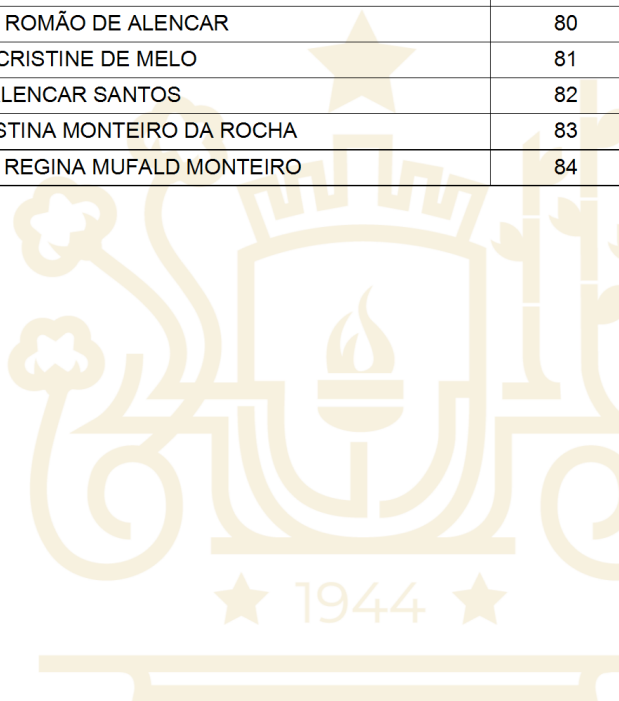 ROMÃO DE ALENCAR 80
CRISTINE DE MELO 81
LENCAR SANTOS 82
STINA MONTEIRO DA ROCHA 83
REGINA MUFALD MONTEIRO 84
1944